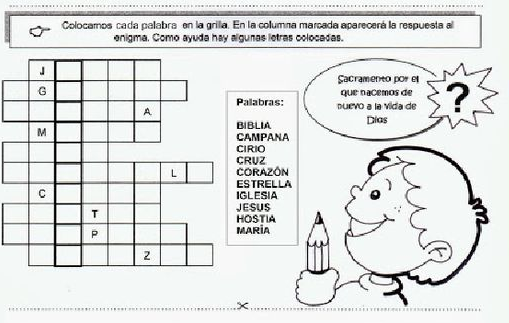 Colocamos cada palabra en la grilla. En la columna marcada aparecerá la respuesta al
enigma. Como ayuda hay algunas letras colocadas.
J
G
A
M
L
C
T
P
Z
Palabras:
BIBLIA
CAMPANA
CIRIO
CRUZ
CORAZÓN
ESTRELLA
IGLESIA
JESUS
HOSTIA
MARÍA
Sacramento por el
que nacemos de
nuevo a la vida de
Dios
?